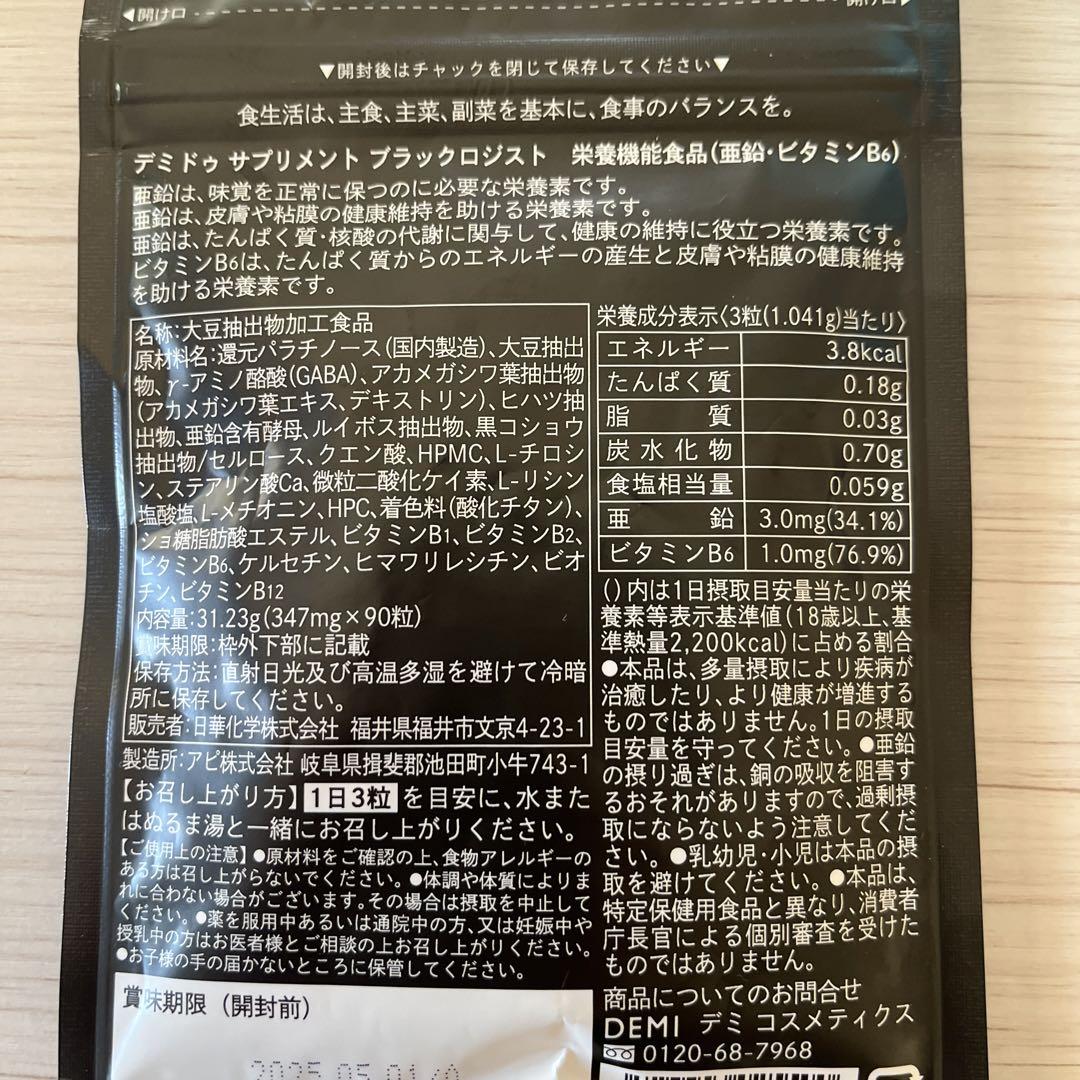 ◀開け口
開け口▶
▼開封後はチャックを閉じて保存してください▼
食生活は、主食、主菜、副菜を基本に、食事のバランスを。
デミドゥ サプリメント ブラックロジスト 栄養機能食品(亜鉛・ビタミンB6)
亜鉛は、味覚を正常に保つのに必要な栄養素です。
亜鉛は、皮膚や粘膜の健康維持を助ける栄養素です。
亜鉛は、たんぱく質・核酸の代謝に関与して、健康の維持に役立つ栄養素です。
ビタミンB6は、たんぱく質からのエネルギーの産生と皮膚や粘膜の健康維持
を助ける栄養素です。
名称:大豆抽出物加工食品
原材料名:還元パラチノース(国内製造)、大豆抽出
物、γ-アミノ酪酸(GABA)、アカメガシワ葉抽出物
(アカメガシワ葉エキス、デキストリン)、ヒハツ抽
出物、亜鉛含有酵母、ルイボス抽出物、黒コショウ
抽出物/セルロース、クエン酸、HPMC、L-チロシ
ン、ステアリン酸Ca、微粒二酸化ケイ素、L-リシン
塩酸塩、L-メチオニン、HPC、着色料(酸化チタン)、
ショ糖脂肪酸エステル、ビタミンB1、ビタミンB2、
ビタミンB6、ケルセチン、ヒマワリレシチン、ビオ
チン、ビタミンB12
内容量:31.23g(347mg×90粒)
賞味期限:枠外下部に記載
保存方法:直射日光及び高温多湿を避けて冷暗
所に保存してください。
販売者:日華化学株式会社 福井県福井市文京4-23-1
製造所:アピ株式会社 岐阜県揖斐郡池田町小牛743-1
【お召し上がり方】1日3粒を目安に、水また
はぬるま湯と一緒にお召し上がりください。
【ご使用上の注意】●原材料をご確認の上、食物アレルギーの
ある方は召し上がらないでください。●体調や体質によりま
れに合わない場合がございます。その場合は摂取を中止して
ください。●薬を服用中あるいは通院中の方、又は妊娠中や
授乳中の方はお医者様とご相談の上お召し上がりください。
●お子様の手の届かないところに保管してください。
賞味期限(開封前)
2025.05.01/
栄養成分表示〈3粒(1.041g)当たり〉
エネルギー 3.8kcal
たんぱく質 0.18g
脂質 0.03g
炭水化物 0.70g
食塩相当量 0.059g
亜鉛 3.0mg(34.1%)
ビタミンB6 1.0mg(76.9%)
()内は1日摂取目安量当たりの栄
養素等表示基準値(18歳以上、基
準熱量2,200kcal)に占める割合
●本品は、多量摂取により疾病が
治癒したり、より健康が増進する
ものではありません。1日の摂取
目安量を守ってください。●亜鉛
の摂り過ぎは、銅の吸収を阻害す
るおそれがありますので、過剰摂
取にならないよう注意してくだ
さい。●乳幼児・小児は本品の摂
取を避けてください。●本品は、
特定保健用食品と異なり、消費者
庁長官による個別審査を受けた
ものではありません。
商品についてのお問合せ
DEMI デミ コスメティクス
0120-68-7968